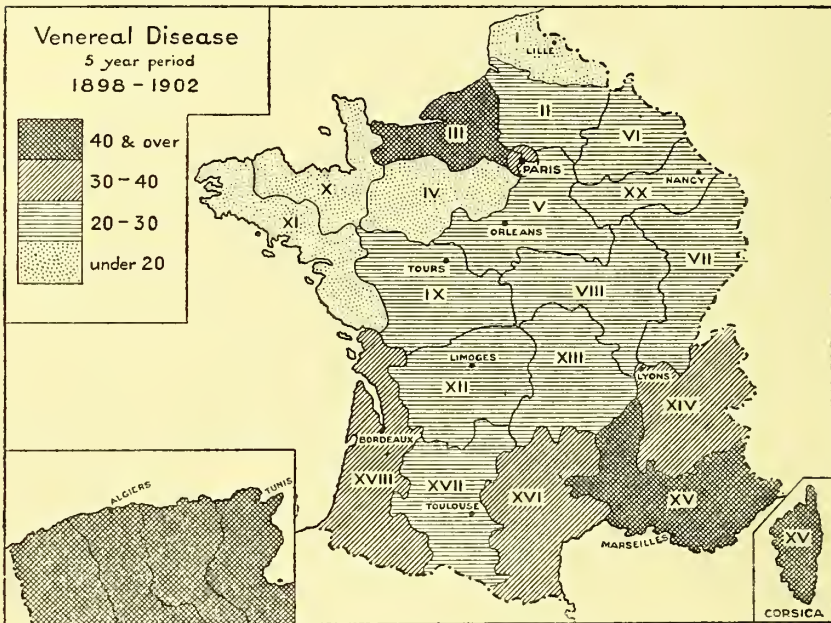 Venereal Disease
5 year period
1898 - 1902
40 & over
30 - 40
20 - 30
under 20
I
LILLE
II
III
VI
PARIS
NANCY
X
IV
XX
XI
V
ORLEANS
VII
TOURS
VIII
IX
LIMOGES
XIII
LYONS
XII
XIV
BORDEAUX
XVIII
XVII
XVI
XV
TOULOUSE
MARSEILLES
ALGIERS
TUNIS
XV
CORSICA